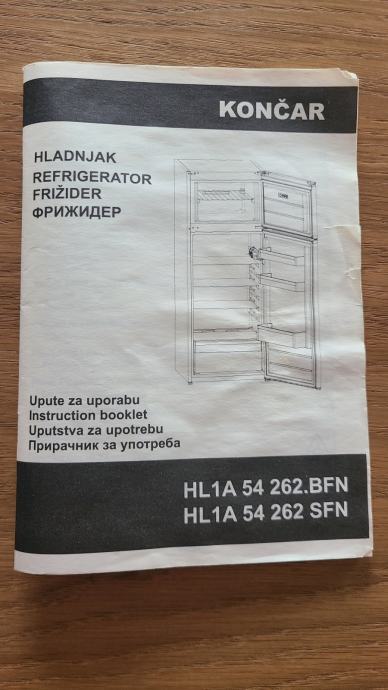 KONČAR
HLADNJAK
REFRIGERATOR
FRIŽIDER
ФРИЖИДЕР
Upute za uporabu
Instruction booklet
Uputstva za upotrebu
Прирачник за употреба
HL1A 54 262.BFN
HL1A 54 262 SFN